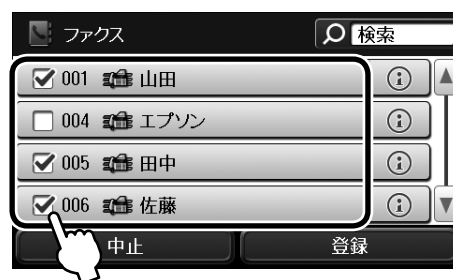 ファクス 検索
001 山田
004 エプソン
005 田中
006 佐藤
中止 登録